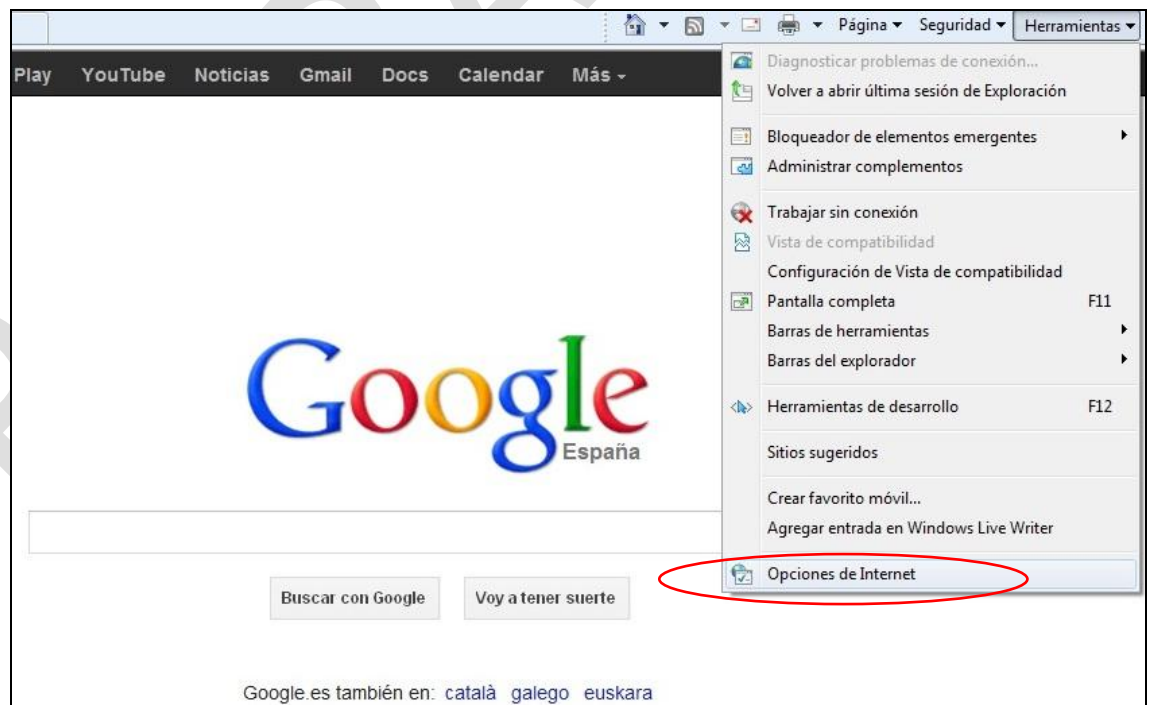 Página Seguridad Herramientas
Play YouTube Noticias Gmail Docs Calendar Más
Diagnosticar problemas de conexión...
Volver a abrir última sesión de Exploración
Bloqueador de elementos emergentes
Administrar complementos
Trabajar sin conexión
Vista de compatibilidad
Configuración de Vista de compatibilidad
Pantalla completa F11
Barras de herramientas
Barras del explorador
Herramientas de desarrollo F12
Sitios sugeridos
Crear favorito móvil...
Agregar entrada en Windows Live Writer
Opciones de Internet
Google
España
Buscar con Google Voy a tener suerte
Google.es también en: català galego euskara